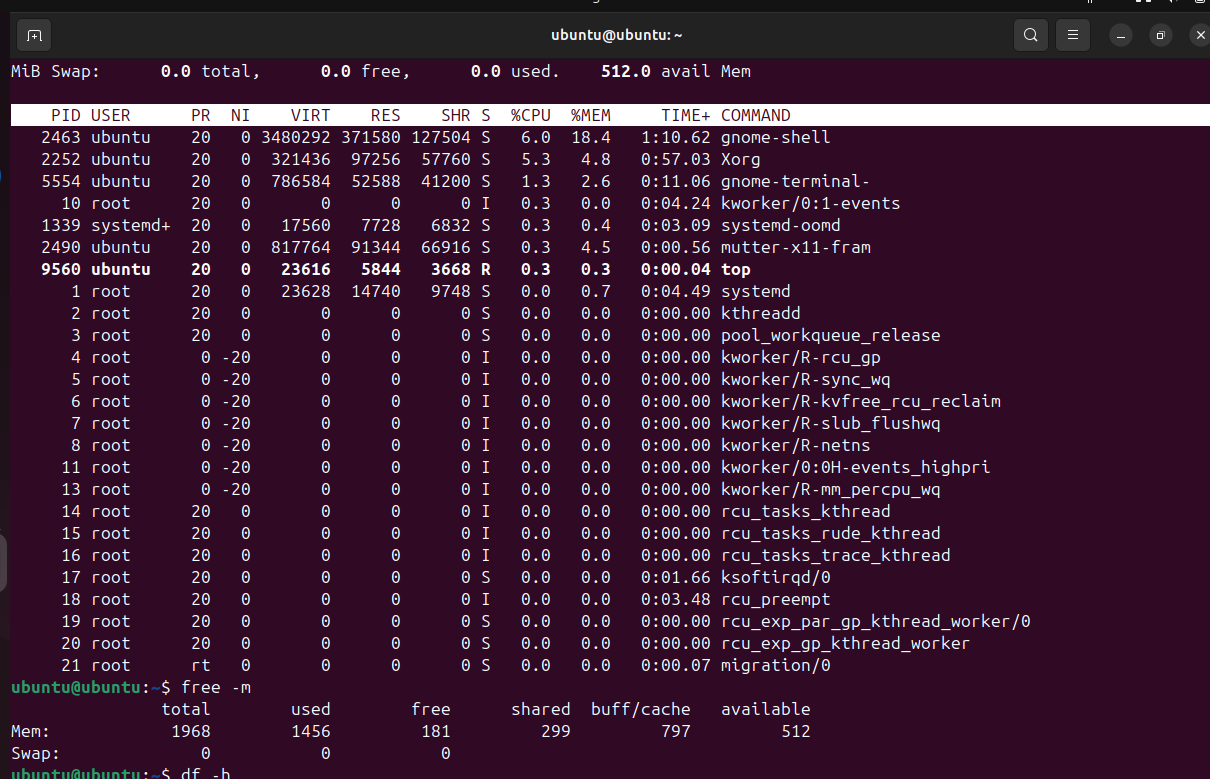 ubuntu@ubuntu: ~
MiB Swap:      0.0 total,      0.0 free,      0.0 used.    512.0 avail Mem
    PID USER      PR  NI    VIRT    RES    SHR S  %CPU  %MEM     TIME+ COMMAND
   2463 ubuntu    20   0 3480292 371580 127504 S   6.0  18.4   1:10.62 gnome-shell
   2252 ubuntu    20   0  321436  97256  57760 S   5.3   4.8   0:57.03 Xorg
   5554 ubuntu    20   0  786584  52588  41200 S   1.3   2.6   0:11.06 gnome-terminal-
     10 root      20   0       0      0      0 I   0.3   0.0   0:04.24 kworker/0:1-events
   1339 systemd+  20   0   17560   7728   6832 S   0.3   0.4   0:03.09 systemd-oomd
   2490 ubuntu    20   0  817764  91344  66916 S   0.3   4.5   0:00.56 mutter-x11-fram
   9560 ubuntu    20   0   23616   5844   3668 R   0.3   0.3   0:00.04 top
      1 root      20   0   23628  14740   9748 S   0.0   0.7   0:04.49 systemd
      2 root      20   0       0      0      0 S   0.0   0.0   0:00.00 kthreadd
      3 root      20   0       0      0      0 S   0.0   0.0   0:00.00 pool_workqueue_release
      4 root       0 -20       0      0      0 I   0.0   0.0   0:00.00 kworker/R-rcu_gp
      5 root       0 -20       0      0      0 I   0.0   0.0   0:00.00 kworker/R-sync_wq
      6 root       0 -20       0      0      0 I   0.0   0.0   0:00.00 kworker/R-kvfree_rcu_reclaim
      7 root       0 -20       0      0      0 I   0.0   0.0   0:00.00 kworker/R-slub_flushwq
      8 root       0 -20       0      0      0 I   0.0   0.0   0:00.00 kworker/R-netns
     11 root       0 -20       0      0      0 I   0.0   0.0   0:00.00 kworker/0:0H-events_highpri
     13 root       0 -20       0      0      0 I   0.0   0.0   0:00.00 kworker/R-mm_percpu_wq
     14 root      20   0       0      0      0 I   0.0   0.0   0:00.00 rcu_tasks_kthread
     15 root      20   0       0      0      0 I   0.0   0.0   0:00.00 rcu_tasks_rude_kthread
     16 root      20   0       0      0      0 I   0.0   0.0   0:00.00 rcu_tasks_trace_kthread
     17 root      20   0       0      0      0 S   0.0   0.0   0:01.66 ksoftirqd/0
     18 root      20   0       0      0      0 I   0.0   0.0   0:03.48 rcu_preempt
     19 root      20   0       0      0      0 S   0.0   0.0   0:00.00 rcu_exp_par_gp_kthread_worker/0
     20 root      20   0       0      0      0 S   0.0   0.0   0:00.00 rcu_exp_gp_kthread_worker
     21 root      rt   0       0      0      0 S   0.0   0.0   0:00.07 migration/0
ubuntu@ubuntu:~$ free -m
               total        used        free      shared  buff/cache   available
Mem:            1968        1456         181         299         797         512
Swap:              0           0           0
ubuntu@ubuntu:~$ df -h